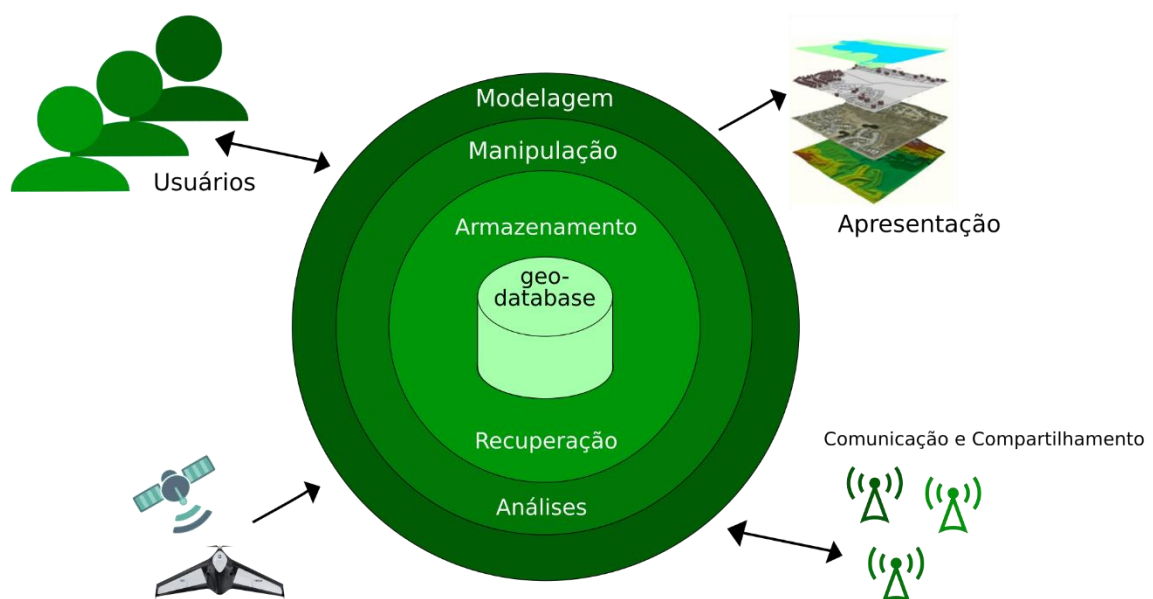 Modelagem
Manipulação
Usuários
Apresentação
Armazenamento
geo-
database
Recuperação
Comunicação e Compartilhamento
Análises